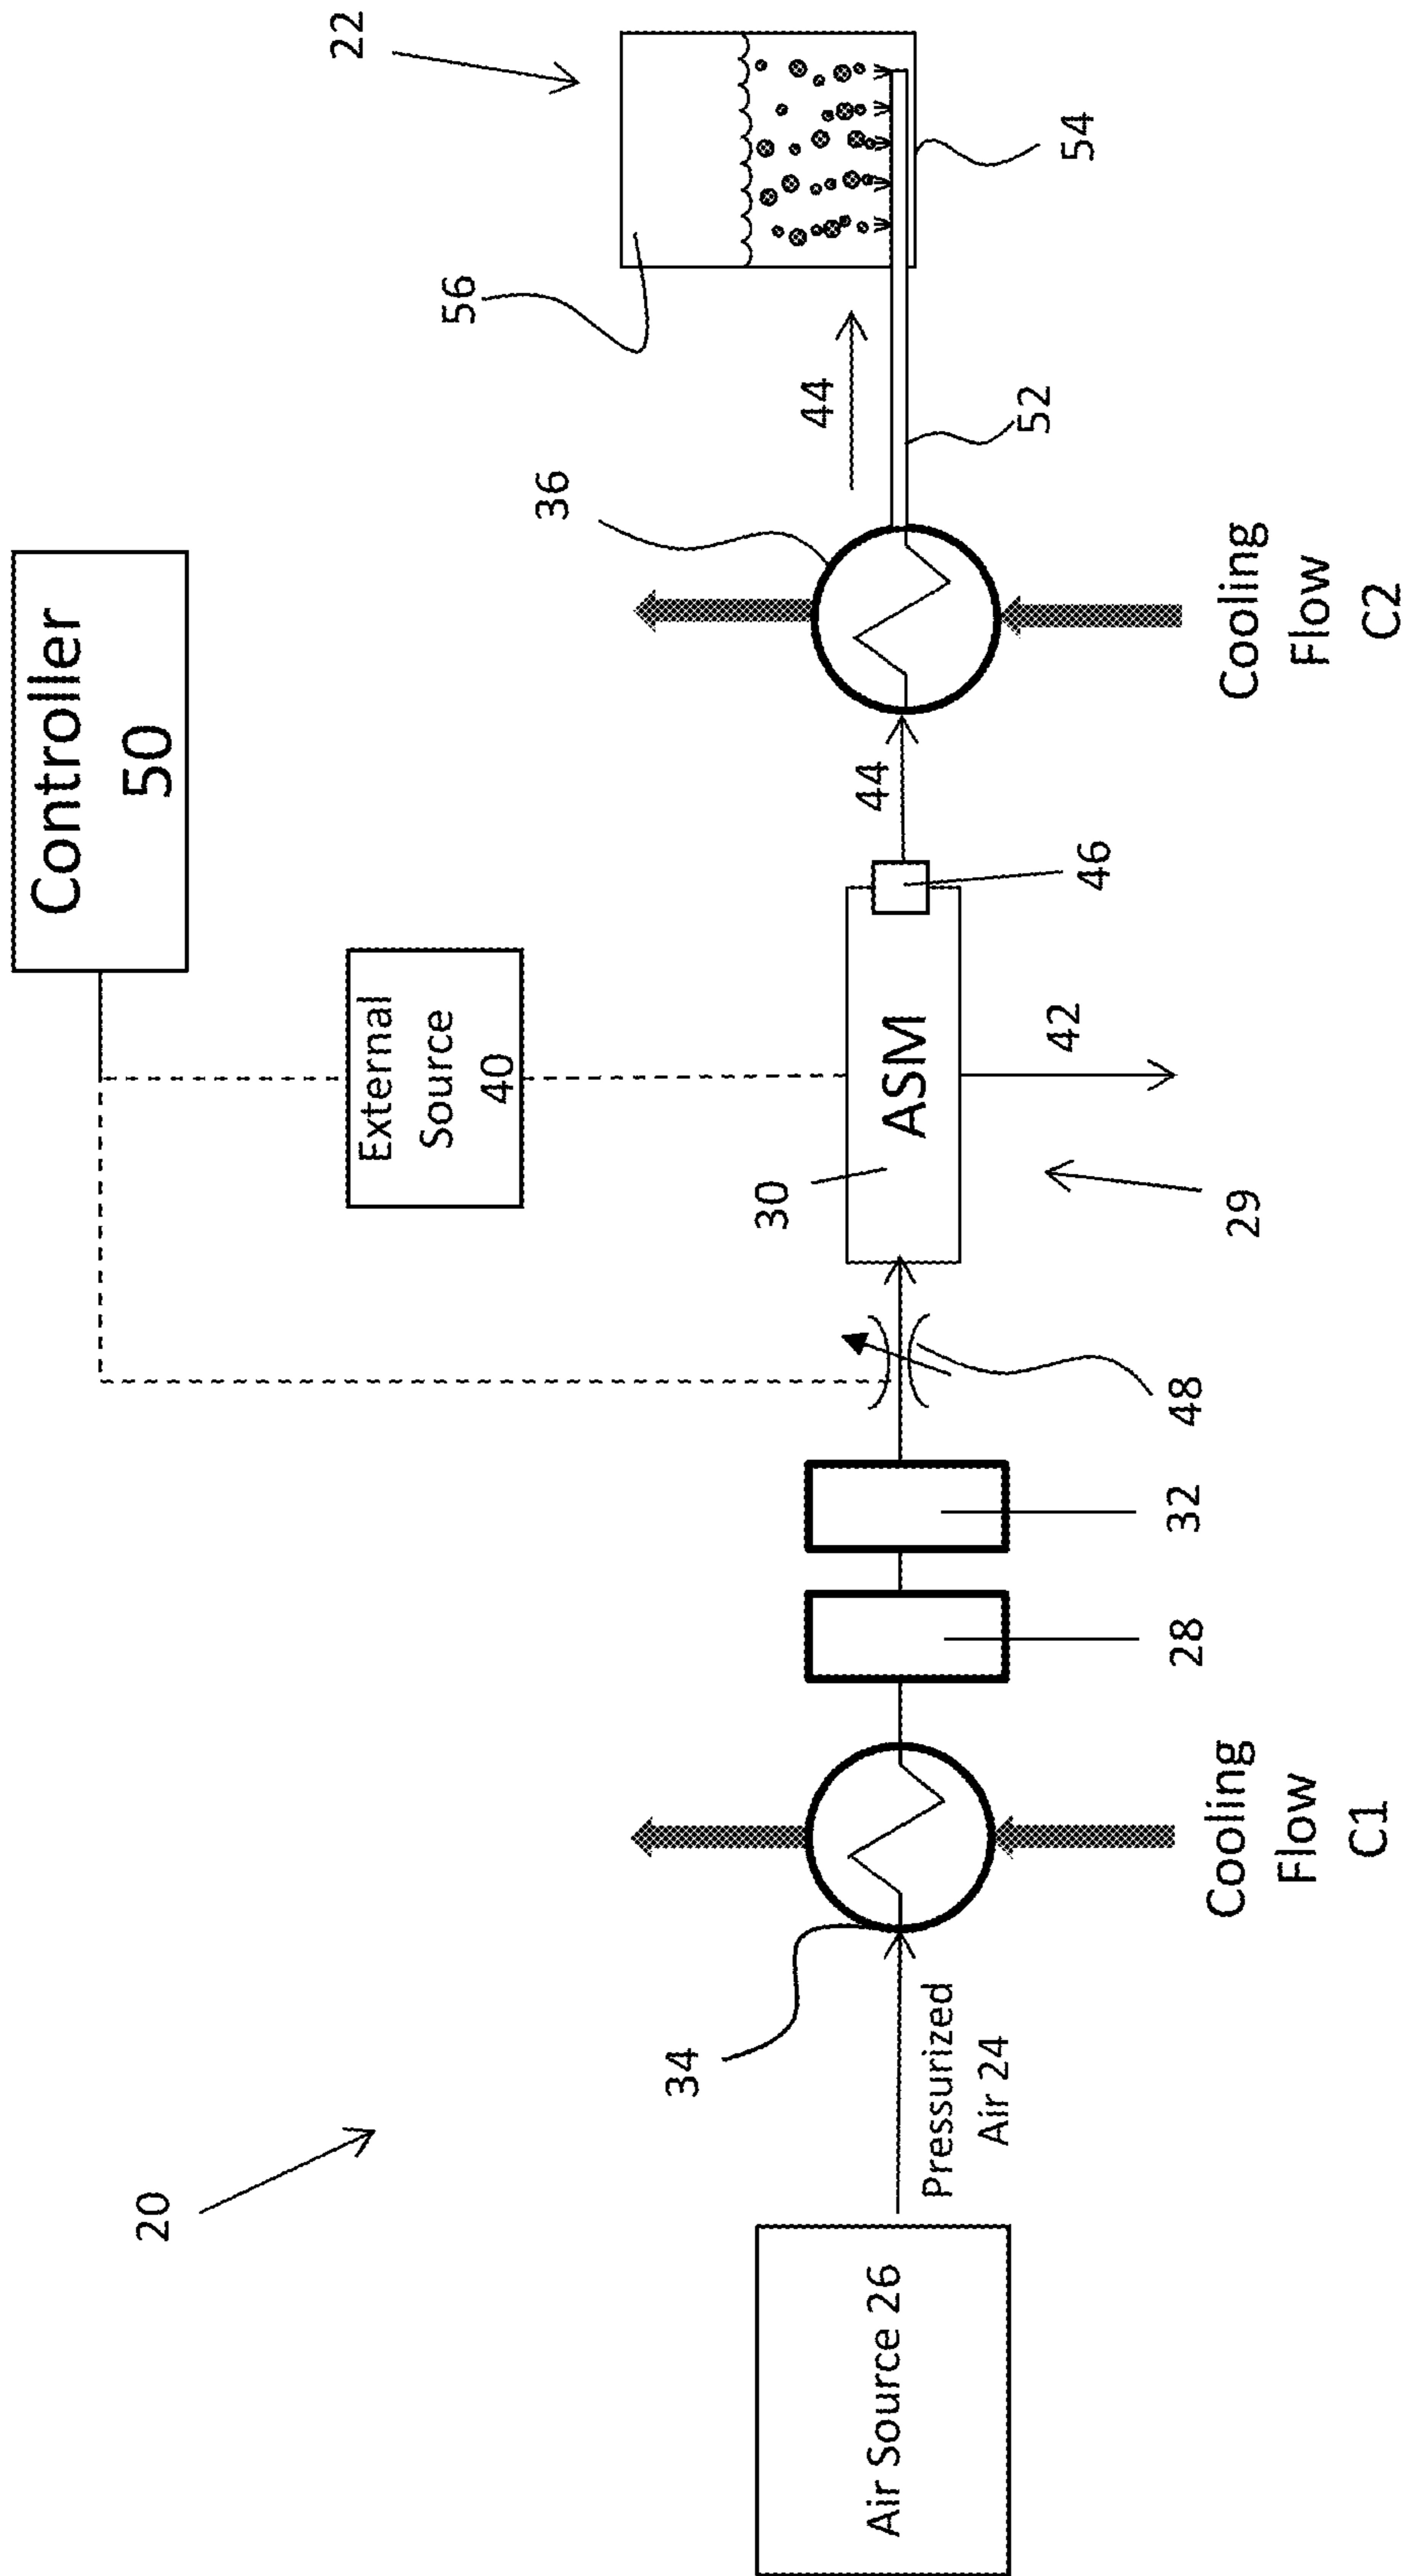 Controller
50
22
56
External
Source
40
44
36
20
34
30
44
ASM
46
52
54
Air Source 26
Pressurized
Air 24
42
29
28
32
48
Cooling
Flow
C1
Cooling
Flow
C2